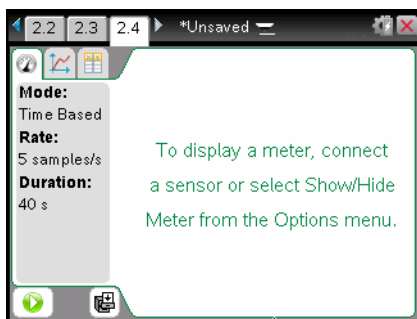 2.2 2.3 2.4 *Unsaved
Mode:
Time Based
Rate:
5 samples/s
Duration:
40 s
To display a meter, connect
a sensor or select Show/Hide
Meter from the Options menu.